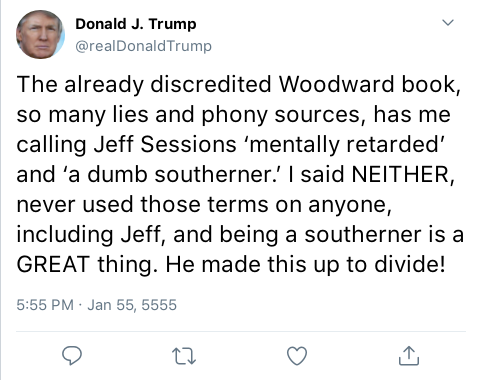 Donald J. Trump
@realDonaldTrump
The already discredited Woodward book,
so many lies and phony sources, has me
calling Jeff Sessions ‘mentally retarded’
and ‘a dumb southerner.’ I said NEITHER,
never used those terms on anyone,
including Jeff, and being a southerner is a
GREAT thing. He made this up to divide!
5:55 PM · Jan 55, 5555